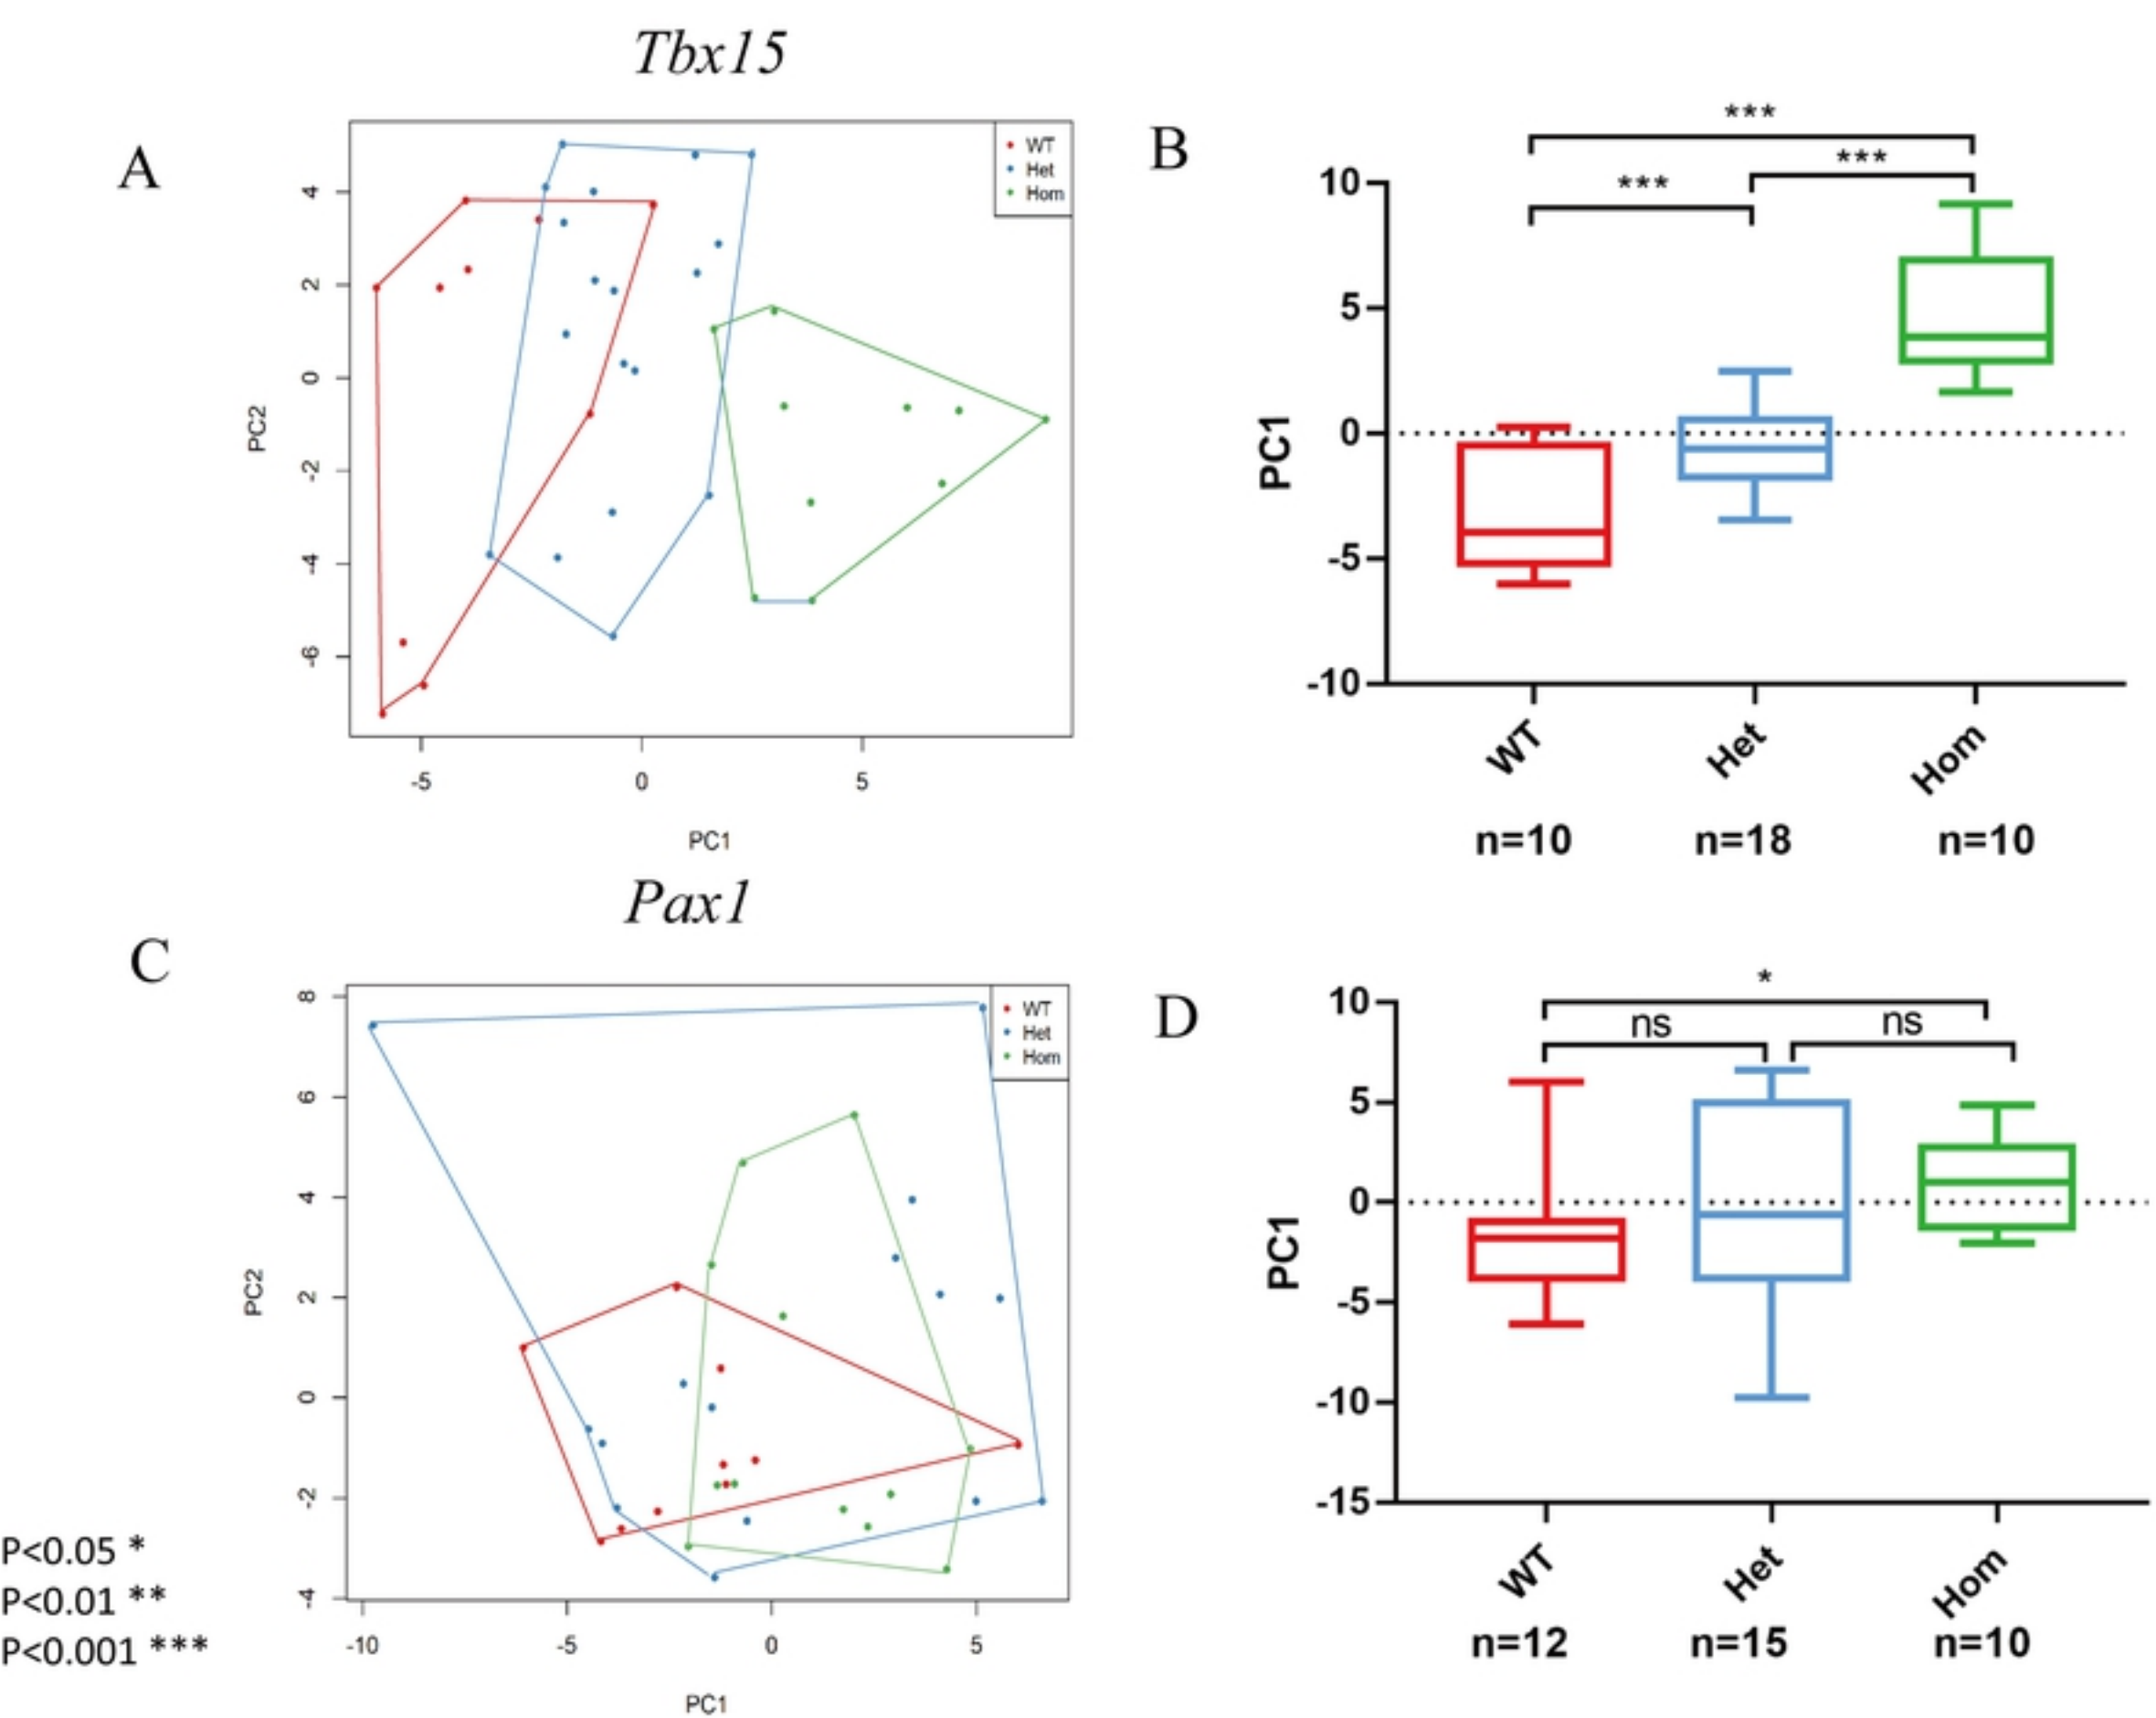 Tbx15
A
WT
Het
Hom
4
2
0
-2
-4
-6
PC2
-5
0
5
PC1
B
***
***
***
10
5
0
-5
-10
PC1
WT
Het
Hom
n=10
n=18
n=10
Pax1
C
WT
Het
Hom
8
6
4
2
0
-2
-4
PC2
-10
-5
0
5
PC1
D
*
ns
ns
10
5
0
-5
-10
-15
PC1
WT
Het
Hom
n=12
n=15
n=10
P<0.05 *
P<0.01 **
P<0.001 ***